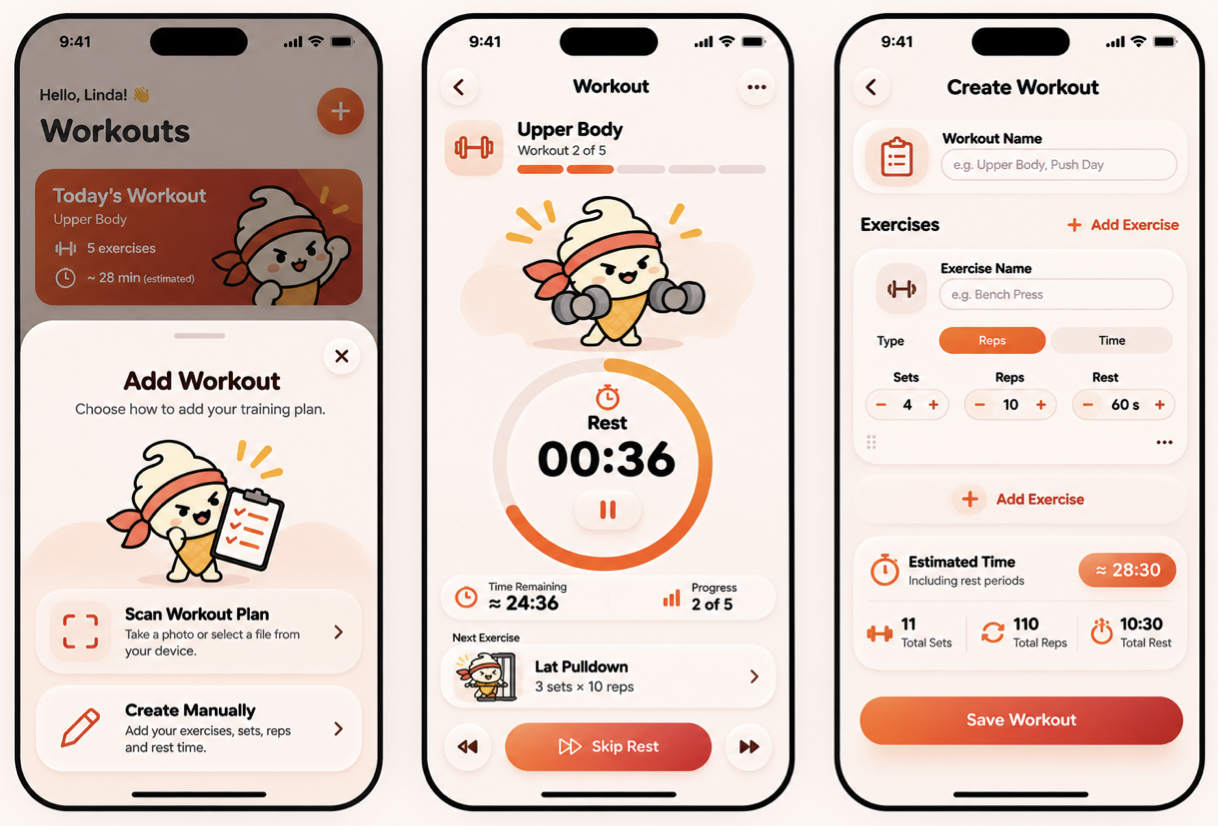 9:41
Hello, Linda! 👋
Workouts
Today's Workout
Upper Body
5 exercises
~ 28 min (estimated)
Add Workout
Choose how to add your training plan.
Scan Workout Plan
Take a photo or select a file from
your device.
Create Manually
Add your exercises, sets, reps
and rest time.
9:41
Workout
Upper Body
Workout 2 of 5
Rest
00:36
Time Remaining
≈ 24:36
Progress
2 of 5
Next Exercise
Lat Pulldown
3 sets × 10 reps
Skip Rest
9:41
Create Workout
Workout Name
e.g. Upper Body, Push Day
Exercises
+ Add Exercise
Exercise Name
e.g. Bench Press
Type Reps Time
Sets Reps Rest
− 4 + − 10 + − 60 s +
+ Add Exercise
Estimated Time
Including rest periods
≈ 28:30
11
Total Sets
110
Total Reps
10:30
Total Rest
Save Workout